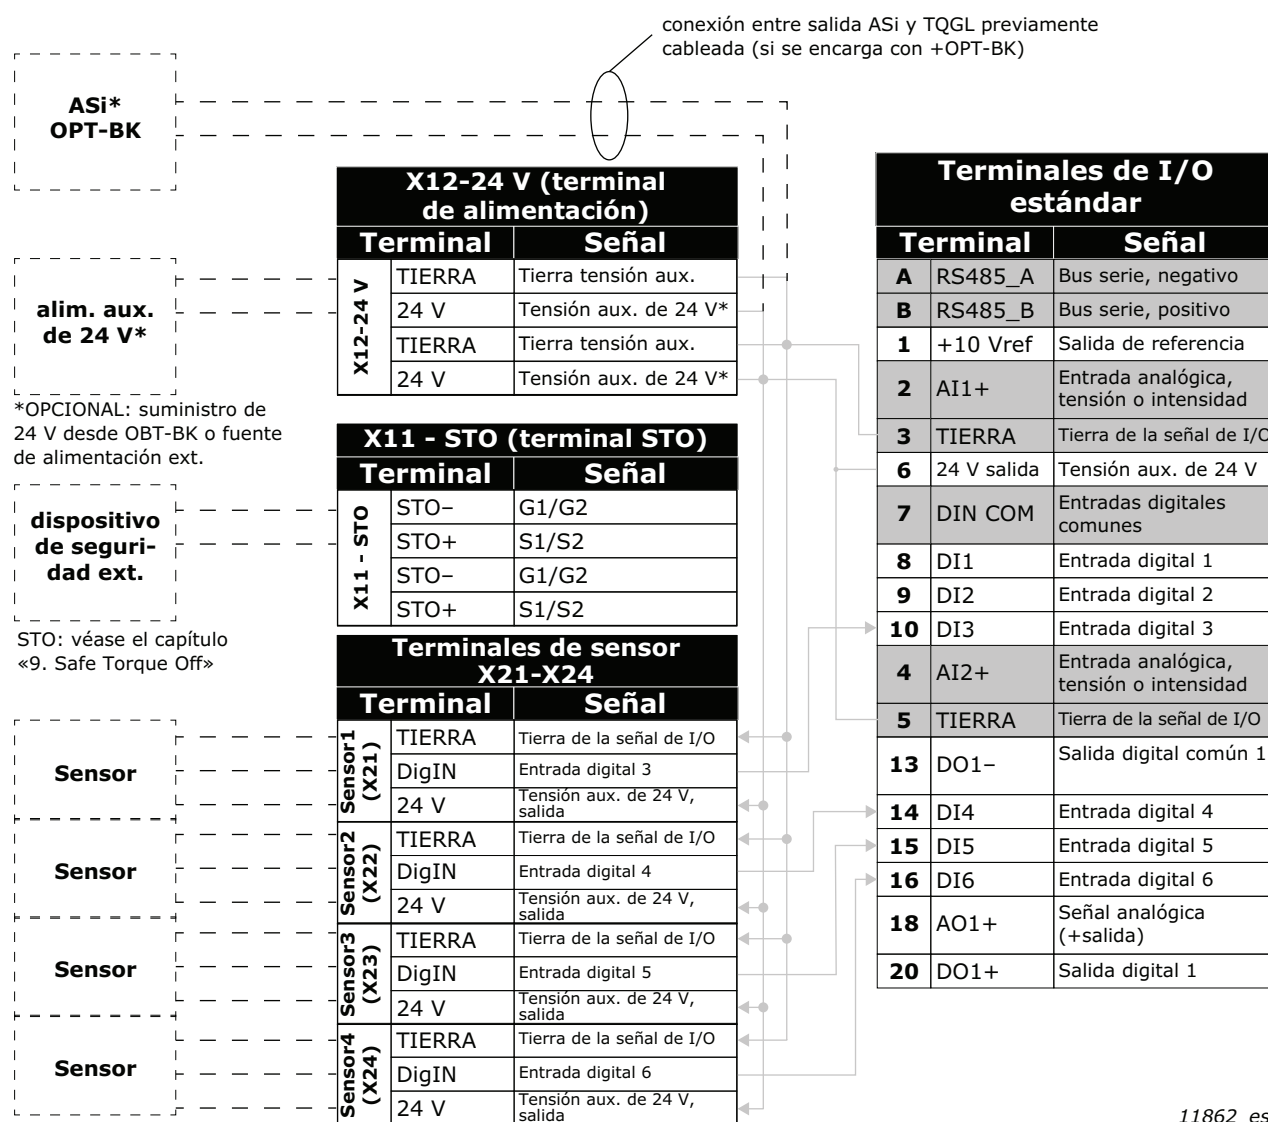 conexión entre salida ASi y TQGL previamente
cableada (si se encarga con +OPT-BK)
ASi*
OPT-BK
alim. aux.
de 24 V*
*OPCIONAL: suministro de
24 V desde OBT-BK o fuente
de alimentación ext.
dispositivo
de seguri-
dad ext.
STO: véase el capítulo
«9. Safe Torque Off»
Sensor
Sensor
Sensor
Sensor
X12-24 V (terminal
de alimentación)
Terminal Señal
X12-24 V
TIERRA Tierra tensión aux.
24 V Tensión aux. de 24 V*
TIERRA Tierra tensión aux.
24 V Tensión aux. de 24 V*
X11 - STO (terminal STO)
Terminal Señal
X11 - STO
STO– G1/G2
STO+ S1/S2
STO– G1/G2
STO+ S1/S2
Terminales de sensor
X21-X24
Terminal Señal
Sensor1
(X21)
TIERRA Tierra de la señal de I/O
DigIN Entrada digital 3
24 V Tensión aux. de 24 V,
salida
Sensor2
(X22)
TIERRA Tierra de la señal de I/O
DigIN Entrada digital 4
24 V Tensión aux. de 24 V,
salida
Sensor3
(X23)
TIERRA Tierra de la señal de I/O
DigIN Entrada digital 5
24 V Tensión aux. de 24 V,
salida
Sensor4
(X24)
TIERRA Tierra de la señal de I/O
DigIN Entrada digital 6
24 V Tensión aux. de 24 V,
salida
Terminales de I/O
estándar
Terminal Señal
A RS485_A Bus serie, negativo
B RS485_B Bus serie, positivo
1 +10 Vref Salida de referencia
2 AI1+ Entrada analógica,
tensión o intensidad
3 TIERRA Tierra de la señal de I/O
6 24 V salida Tensión aux. de 24 V
7 DIN COM Entradas digitales
comunes
8 DI1 Entrada digital 1
9 DI2 Entrada digital 2
10 DI3 Entrada digital 3
4 AI2+ Entrada analógica,
tensión o intensidad
5 TIERRA Tierra de la señal de I/O
13 DO1– Salida digital común 1
14 DI4 Entrada digital 4
15 DI5 Entrada digital 5
16 DI6 Entrada digital 6
18 AO1+ Señal analógica
(+salida)
20 DO1+ Salida digital 1
11862_es